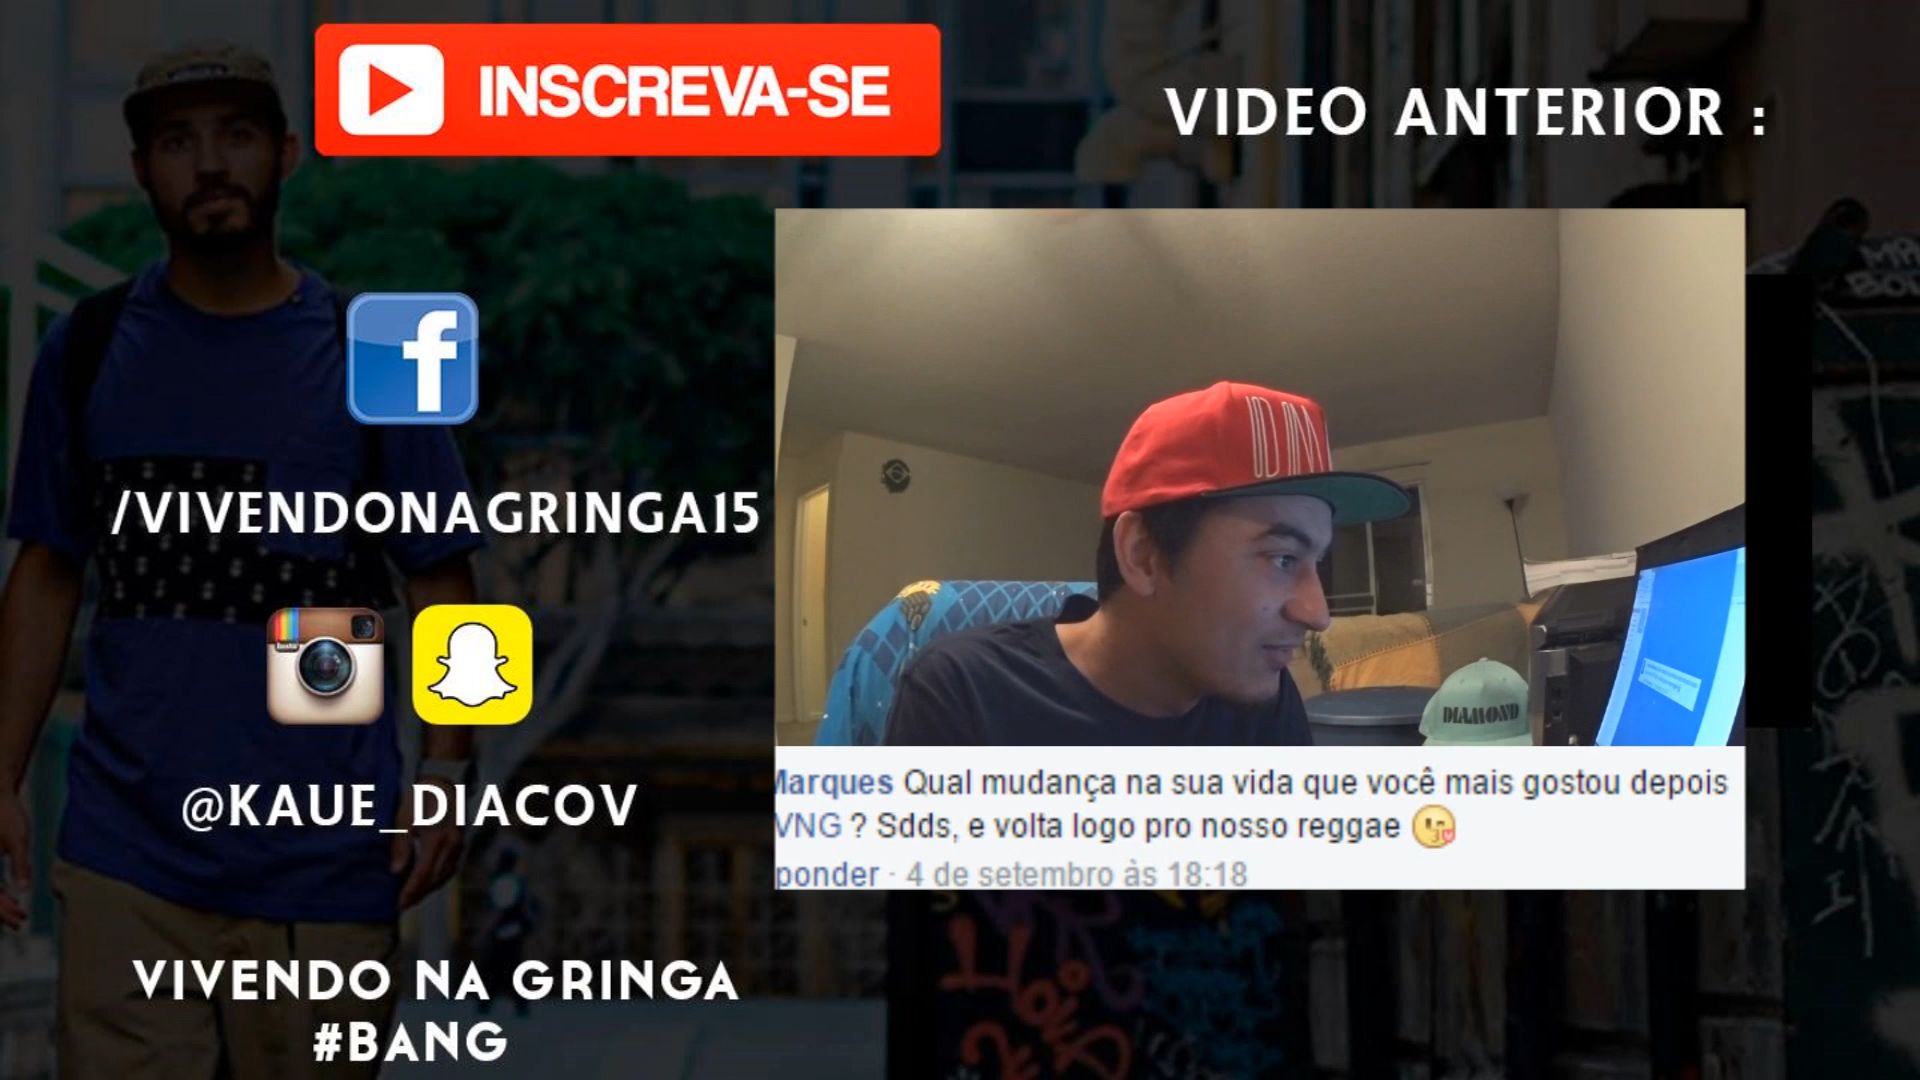 INSCREVA-SE
VIDEO ANTERIOR :
/VIVENDONAGRINGA15
@KAUE_DIACOV
VIVENDO NA GRINGA
#BANG
DIAMOND
Marques Qual mudança na sua vida que você mais gostou depois
VNG ? Sdds, e volta logo pro nosso reggae
ponder · 4 de setembro às 18:18